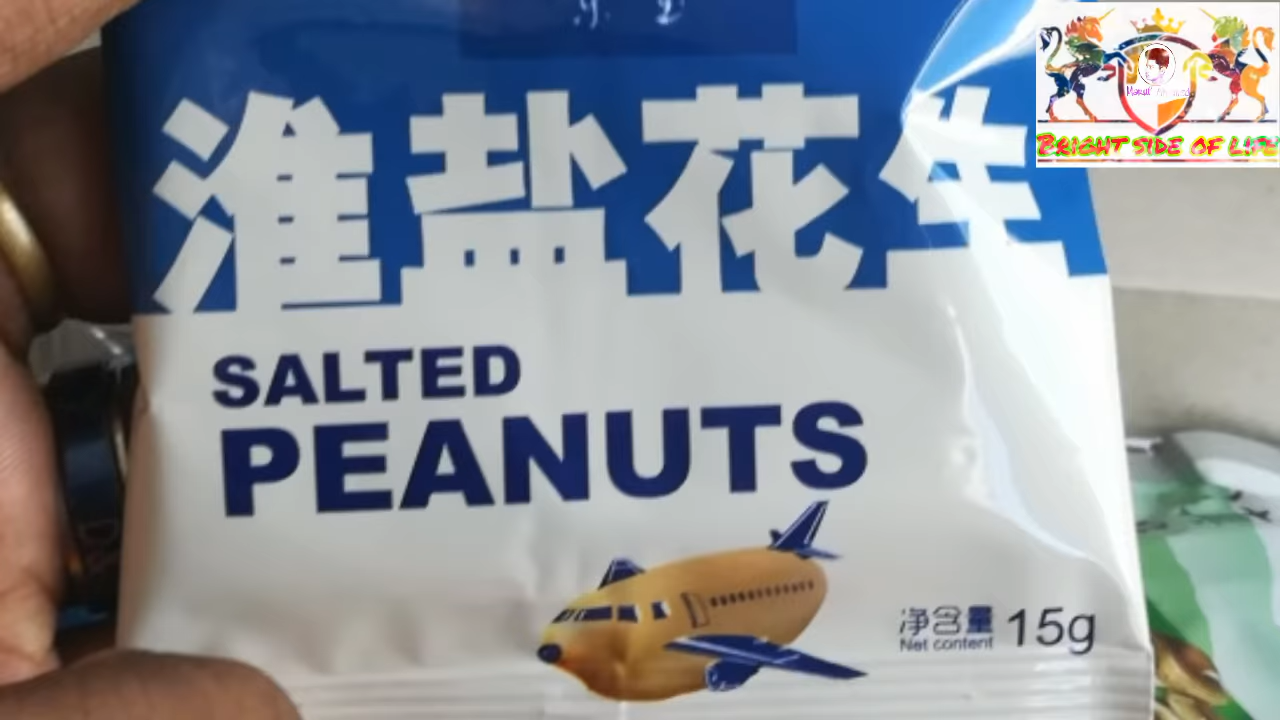 BRIGHT SIDE OF LIFE
淮盐花生
SALTED
PEANUTS
净含量
Net content
15g